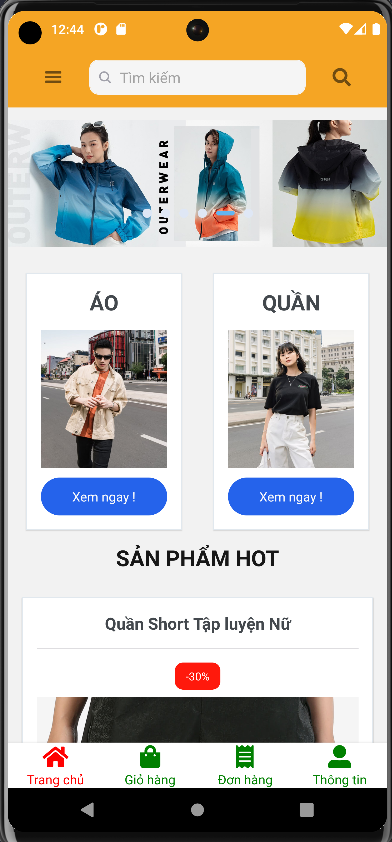 12:44
Tìm kiếm
OUTERW
OUTERWEAR
ÁO
QUẦN
Xem ngay !
Xem ngay !
SẢN PHẨM HOT
Quần Short Tập luyện Nữ
-30%
Trang chủ
Giỏ hàng
Đơn hàng
Thông tin